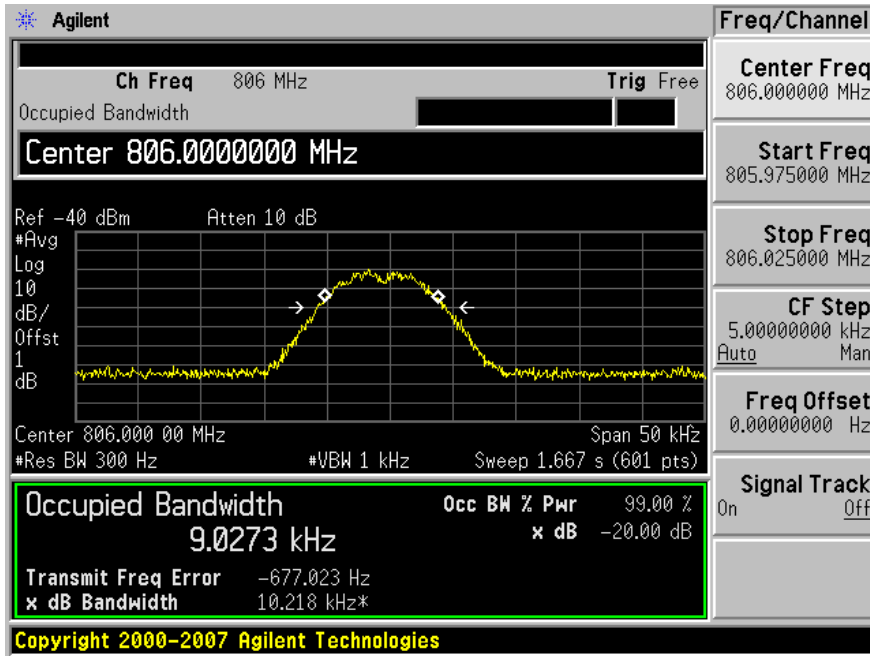 Agilent
Freq/Channel
Ch Freq 806 MHz Trig Free
Occupied Bandwidth
Center 806.0000000 MHz
Ref -40 dBm Atten 10 dB
#Avg
Log
10
dB/
Offst
1
dB
Center 806.000 00 MHz Span 50 kHz
#Res BW 300 Hz #VBW 1 kHz Sweep 1.667 s (601 pts)
Occupied Bandwidth
9.0273 kHz
Occ BW % Pwr 99.00 %
x dB -20.00 dB
Transmit Freq Error -677.023 Hz
x dB Bandwidth 10.218 kHz*
Copyright 2000-2007 Agilent Technologies
Center Freq
806.000000 MHz
Start Freq
805.975000 MHz
Stop Freq
806.025000 MHz
CF Step
5.00000000 kHz
Auto Man
Freq Offset
0.00000000 Hz
Signal Track
On Off